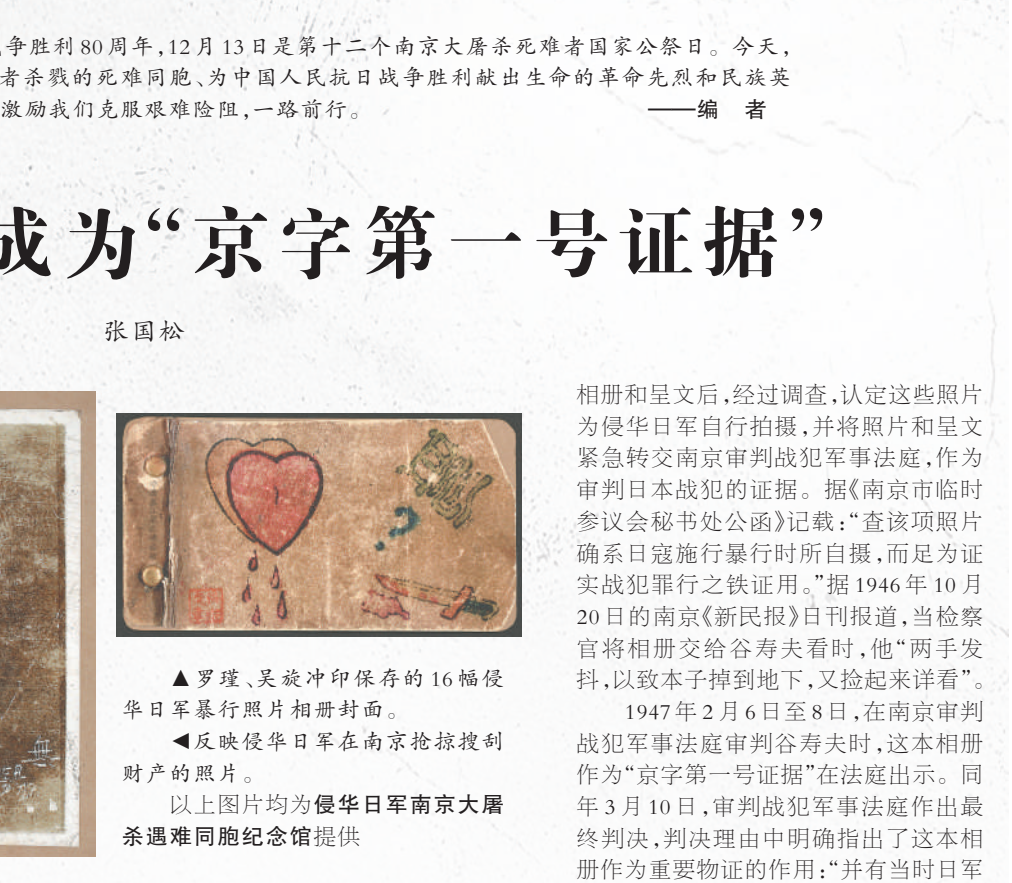 争胜利80周年，12月13日是第十二个南京大屠杀死难者国家公祭日。今天，
者杀戮的死难同胞、为中国人民抗日战争胜利献出生命的革命先烈和民族英
激励我们克服艰难险阻，一路前行。
——编　者
成为“京字第一号证据”
张国松
▲罗瑾、吴旋冲印保存的16幅侵
华日军暴行照片相册封面。
◀反映侵华日军在南京抢掠搜刮
财产的照片。
以上图片均为侵华日军南京大屠
杀遇难同胞纪念馆提供
相册和呈文后，经过调查，认定这些照片
为侵华日军自行拍摄，并将照片和呈文
紧急转交南京审判战犯军事法庭，作为
审判日本战犯的证据。据《南京市临时
参议会秘书处公函》记载：“查该项照片
确系日寇施行暴行时所自摄，而足为证
实战犯罪行之铁证用。”据1946年10月
20日的南京《新民报》日刊报道，当检察
官将相册交给谷寿夫看时，他“两手发
抖，以致本子掉到地下，又捡起来详看”。
1947年2月6日至8日，在南京审判
战犯军事法庭审判谷寿夫时，这本相册
作为“京字第一号证据”在法庭出示。同
年3月10日，审判战犯军事法庭作出最
终判决，判决理由中明确指出了这本相
册作为重要物证的作用：“并有当时日军